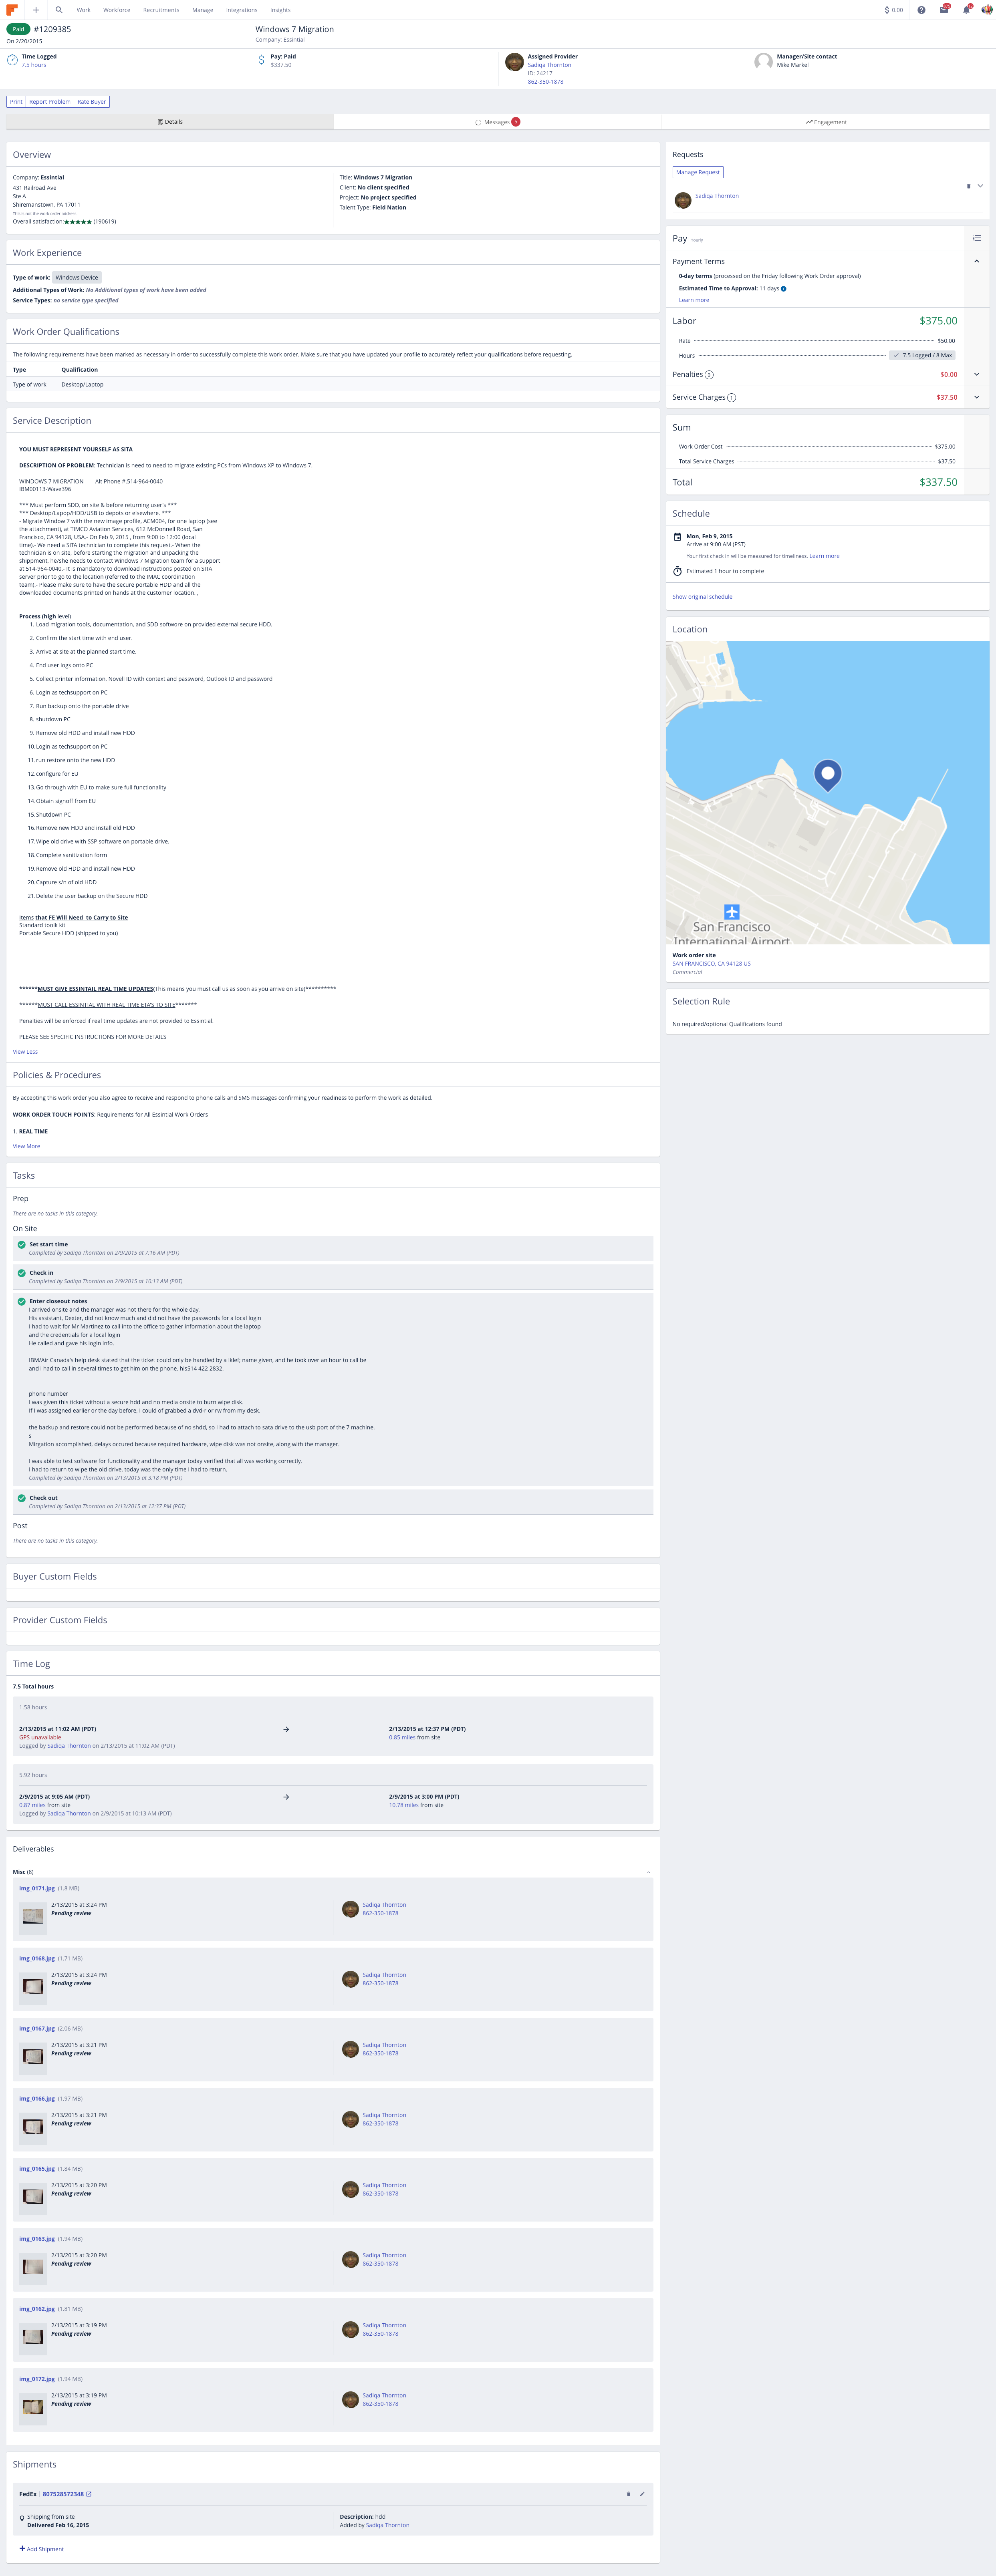 Work Workforce Recruitments Manage Integrations Insights
$ 0.00
Paid #1209385
On 2/20/2015
Windows 7 Migration
Company: Essintial
Time Logged
7.5 hours
Pay: Paid
$337.50
Assigned Provider
Sadiqa Thornton
ID: 24217
862-350-1878
Manager/Site contact
Mike Markel
Print Report Problem Rate Buyer
Details
Messages
Engagement
Overview
Company: Essintial
431 Railroad Ave
Ste A
Shiremanstown, PA 17011
This is not the work order address .
Overall satisfaction:★★★★★ (190619)
Title: Windows 7 Migration
Client: No client specified
Project: No project specified
Talent Type: Field Nation
Work Experience
Type of work: Windows Device
Additional Types of Work: No Additional types of work have been added
Service Types: no service type specified
Work Order Qualifications
The following requirements have been marked as necessary in order to successfully complete this work order. Make sure that you have updated your profile to accurately reflect your qualifications before requesting.
Type Qualification
Type of work Desktop/Laptop
Service Description
YOU MUST REPRESENT YOURSELF AS SITA
DESCRIPTION OF PROBLEM: Technician is need to need to migrate existing PCs from Windows XP to Windows 7.
WINDOWS 7 MIGRATION Alt Phone #.514-964-0040
IBM00113-Wave396
*** Must perform SDD, on site & before returning user's ***
*** Desktop/Lapop/HDD/USB to depots or elsewhere. ***
- Migrate Window 7 with the new image profile, ACM004, for one laptop (see
the attachment), at TIMCO Aviation Services, 612 McDonnell Road, San
Francisco, CA 94128, USA.- On Feb 9, 2015 , from 9:00 to 12:00 (local
time).- We need a SITA technician to complete this request.- When the
technician is on site, before starting the migration and unpacking the
shipment, he/she needs to contact Windows 7 Migration team for a support
at 514-964-0040.- It is mandatory to download instructions posted on SITA
server prior to go to the location (referred to the IMAC coordination
team).- Please make sure to have the secure portable HDD and all the
downloaded documents printed on hands at the customer location. ,
Process (high level)
1. Load migration tools, documentation, and SDD software on provided external secure HDD.
2. Confirm the start time with end user.
3. Arrive at site at the planned start time.
4. End user logs onto PC
5. Collect printer information, Novell ID with context and password, Outlook ID and password
6. Login as techsupport on PC
7. Run backup onto the portable drive
8. shutdown PC
9. Remove old HDD and install new HDD
10. Login as techsupport on PC
11. run restore onto the new HDD
12. configure for EU
13. Go through with EU to make sure full functionality
14. Obtain signoff from EU
15. Shutdown PC
16. Remove new HDD and install old HDD
17. Wipe old drive with SSP software on portable drive.
18. Complete sanitization form
19. Remove old HDD and install new HDD
20. Capture s/n of old HDD
21. Delete the user backup on the Secure HDD
Items that FE Will Need to Carry to Site
Standard toolk kit
Portable Secure HDD (shipped to you)
******MUST GIVE ESSINTAIL REAL TIME UPDATES(This means you must call us as soon as you arrive on site)**********
******MUST CALL ESSINTIAL WITH REAL TIME ETA'S TO SITE*******
Penalties will be enforced if real time updates are not provided to Essintial.
PLEASE SEE SPECIFIC INSTRUCTIONS FOR MORE DETAILS
View Less
Policies & Procedures
By accepting this work order you also agree to receive and respond to phone calls and SMS messages confirming your readiness to perform the work as detailed.
WORK ORDER TOUCH POINTS: Requirements for All Essintial Work Orders
1. REAL TIME
View More
Tasks
Prep
There are no tasks in this category.
On Site
Set start time
Completed by Sadiqa Thornton on 2/9/2015 at 7:16 AM (PDT)
Check in
Completed by Sadiqa Thornton on 2/9/2015 at 10:13 AM (PDT)
Enter closeout notes
I arrived onsite and the manager was not there for the whole day.
His assistant, Dexter, did not know much and did not have the passwords for a local login
I had to wait for Mr Markel to call into the office to gather information about the laptop
and the credentials for a local login
He called and gave his login info.
IBM/Air Canada's help desk stated that the ticket could only be handled by a Iklef; name given, and he took over an hour to call be
and i had to call in several times to get him on the phone. his514 422 2832.
phone number
I was given this ticket without a secure hdd and no media onsite to burn wipe disk.
If I was assigned earlier or the day before, I could of grabbed a dvd-r or rw from my desk.
the backup and restore could not be performed because of no shdd, so I had to attach to sata drive to the usb port of the 7 machine.
s
Mirgation accomplished, delays occured because required hardware, wipe disk was not onsite, along with the manager.
I was able to test software for functionality and the manager today verified that all was working correctly.
I had to return to wipe the old drive, today was the only time I had to return,
Completed by Sadiqa Thornton on 2/13/2015 at 3:18 PM (PDT)
Check out
Completed by Sadiqa Thornton on 2/13/2015 at 12:37 PM (PDT)
Post
There are no tasks in this category.
Buyer Custom Fields
Provider Custom Fields
Time Log
7.5 Total hours
1.58 hours
2/13/2015 at 11:02 AM (PDT)
GPS unavailable
Logged by Sadiqa Thornton on 2/13/2015 at 11:02 AM (PDT)
2/13/2015 at 12:37 PM (PDT)
0.85 miles from site
5.92 hours
2/9/2015 at 9:05 AM (PDT)
0.87 miles from site
Logged by Sadiqa Thornton on 2/9/2015 at 10:13 AM (PDT)
2/9/2015 at 3:00 PM (PDT)
10.78 miles from site
Deliverables
Misc (8)
img_0171.jpg (1.8 MB)
2/13/2015 at 3:24 PM
Pending review
Sadiqa Thornton
862-350-1878
img_0168.jpg (1.71 MB)
2/13/2015 at 3:24 PM
Pending review
Sadiqa Thornton
862-350-1878
img_0167.jpg (2.06 MB)
2/13/2015 at 3:21 PM
Pending review
Sadiqa Thornton
862-350-1878
img_0166.jpg (1.97 MB)
2/13/2015 at 3:21 PM
Pending review
Sadiqa Thornton
862-350-1878
img_0165.jpg (1.84 MB)
2/13/2015 at 3:20 PM
Pending review
Sadiqa Thornton
862-350-1878
img_0163.jpg (1.94 MB)
2/13/2015 at 3:20 PM
Pending review
Sadiqa Thornton
862-350-1878
img_0162.jpg (1.81 MB)
2/13/2015 at 3:19 PM
Pending review
Sadiqa Thornton
862-350-1878
img_0172.jpg (1.94 MB)
2/13/2015 at 3:19 PM
Pending review
Sadiqa Thornton
862-350-1878
Shipments
FedEx 807528572348
Shipping from site
Delivered Feb 16, 2015
Description: hdd
Added by Sadiqa Thornton
Add Shipment
Requests
Manage Request
Sadiqa Thornton
Pay Hourly
Payment Terms
0-day terms (processed on the Friday following Work Order approval)
Estimated Time to Approval: 11 days
Learn more
Labor $375.00
Rate $50.00
Hours 7.5 Logged / 8 Max
Penalties 0 $0.00
Service Charges 1 $37.50
Sum
Work Order Cost $375.00
Total Service Charges $37.50
Total $337.50
Schedule
Mon, Feb 9, 2015
Arrive at 9:00 AM (PST)
Your first check in will be measured for timeliness. Learn more
Estimated 1 hour to complete
Show original schedule
Location
San Francisco
International Airport
Work order site
SAN FRANCISCO, CA 94128 US
Commercial
Selection Rule
No required/optional Qualifications found